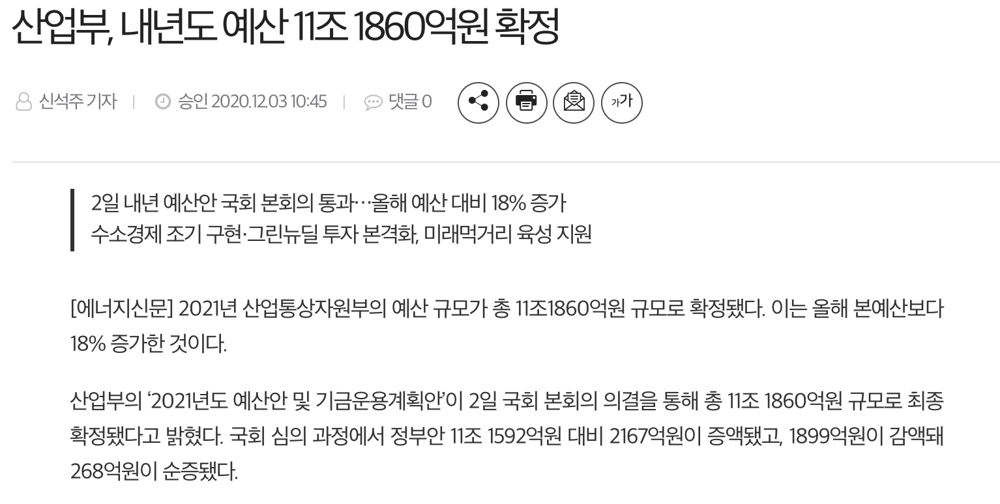 산업부, 내년도 예산 11조 1860억원 확정
신석주 기자 | 승인 2020.12.03 10:45 | 댓글 0 가가
2일 내년 예산안 국회 본회의 통과…올해 예산 대비 18% 증가
수소경제 조기 구현·그린뉴딜 투자 본격화, 미래먹거리 육성 지원
[에너지신문] 2021년 산업통상자원부의 예산 규모가 총 11조1860억원 규모로 확정됐다. 이는 올해 본예산보다
18% 증가한 것이다.
산업부의 ‘2021년도 예산안 및 기금운용계획안’이 2일 국회 본회의 의결을 통해 총 11조 1860억원 규모로 최종
확정됐다고 밝혔다. 국회 심의 과정에서 정부안 11조 1592억원 대비 2167억원이 증액됐고, 1899억원이 감액돼
268억원이 순증됐다.